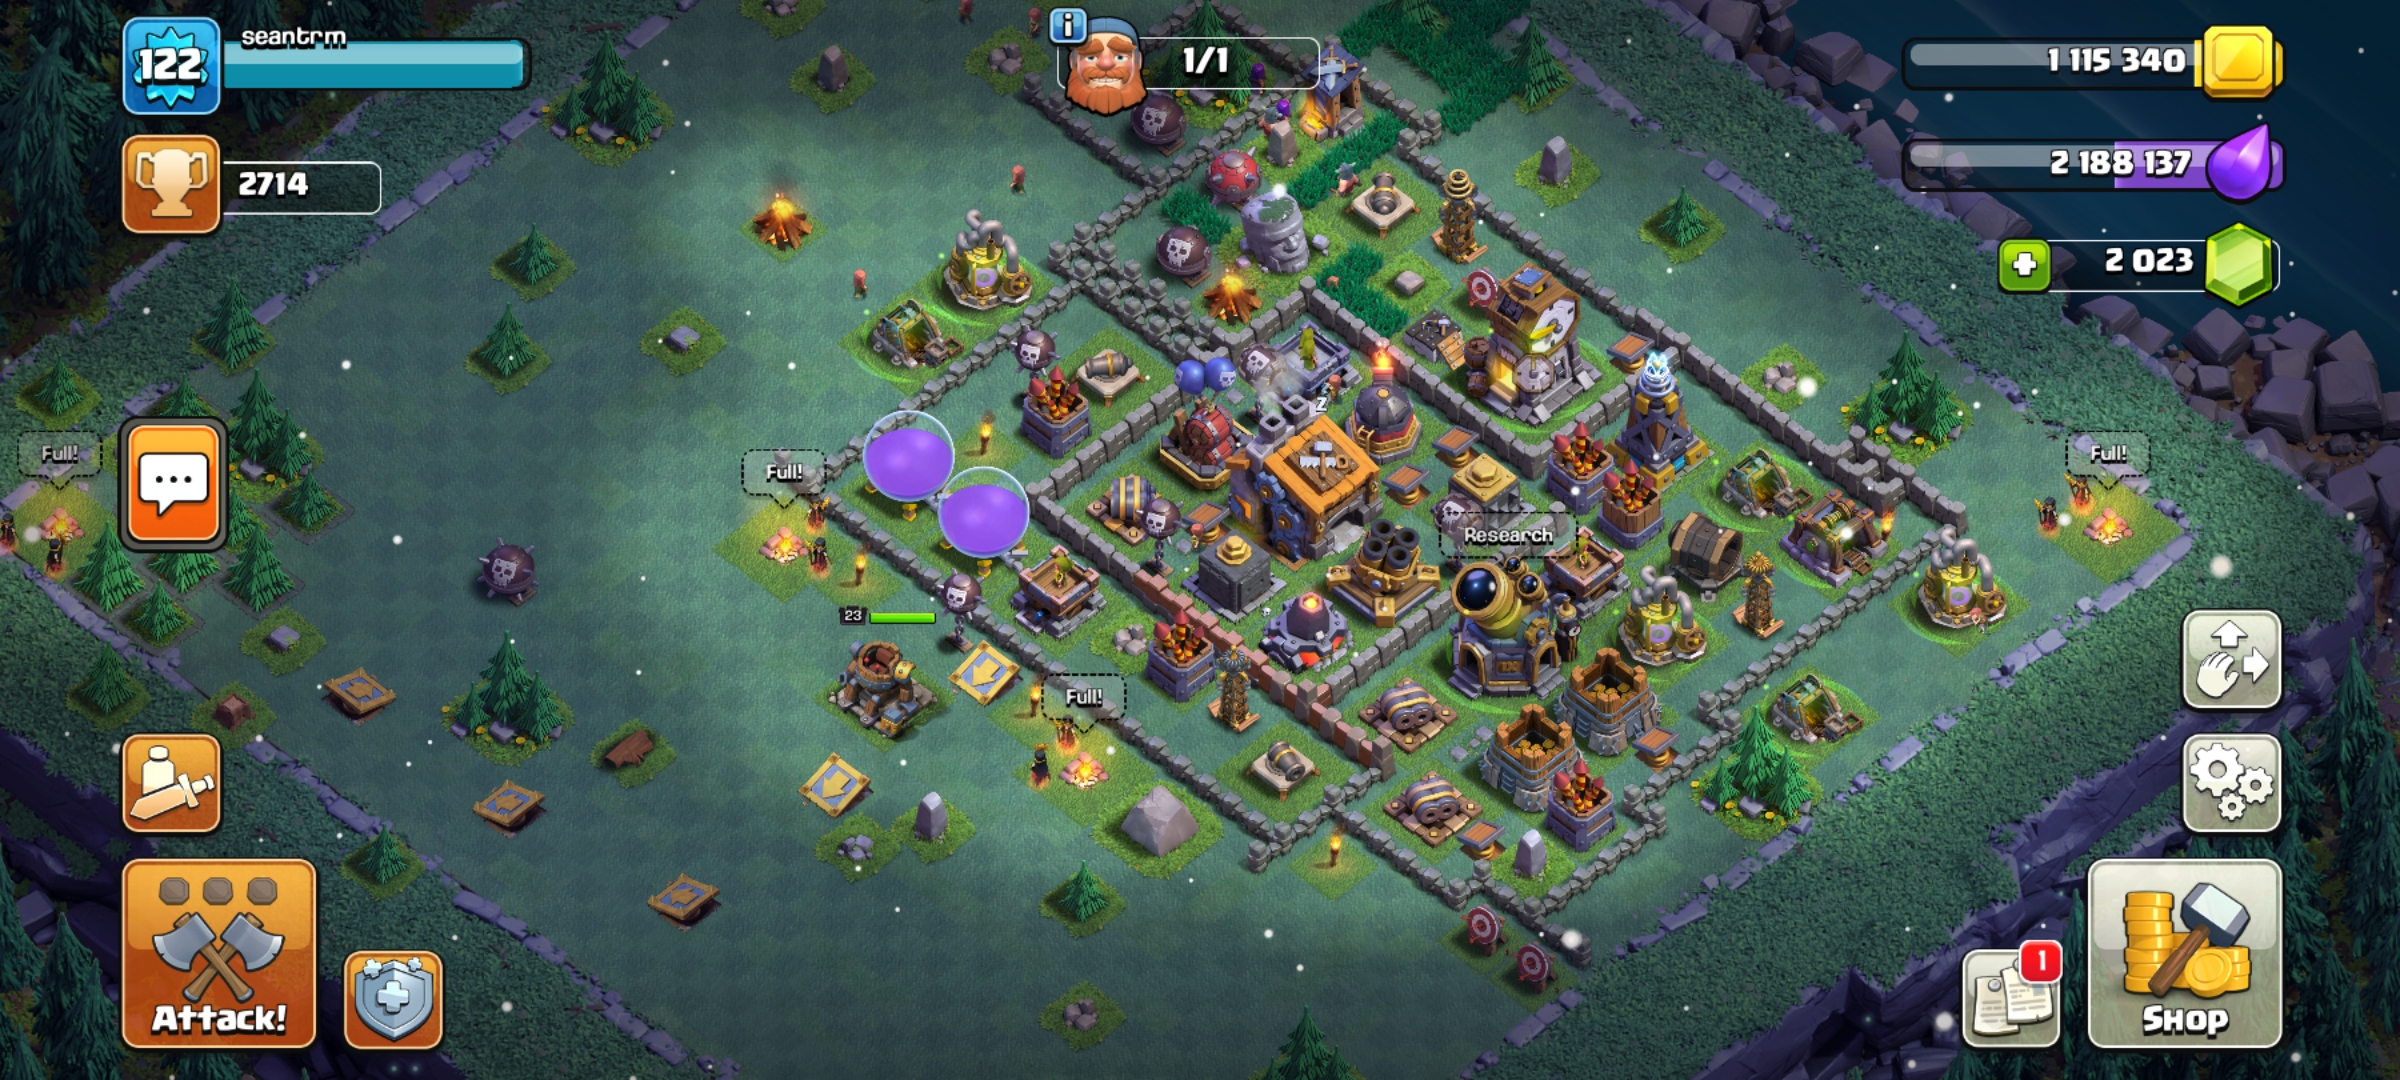 122
seantrm
i
1/1
1 115 340
2714
2 188 137
2 023
Full!
Full!
Full!
z
Research
23
Full!
1
Attack!
Shop